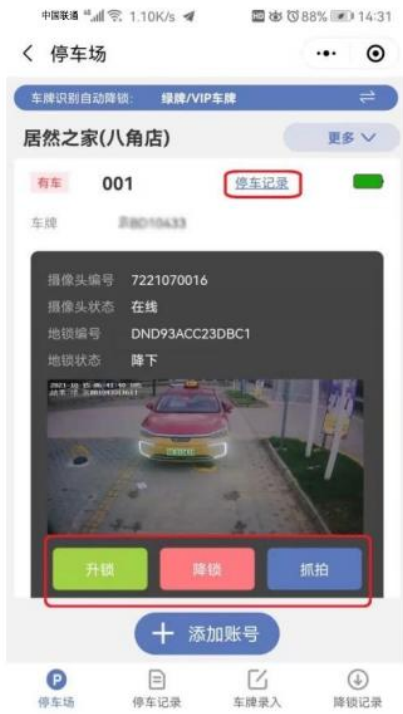 中国联通 1.10K/s HD 88% 14:31
停车场
车牌识别自动降锁: 绿牌/VIP车牌
居然之家(八角店) 更多
有车 001 停车记录
车牌
摄像头编号 7221070016
摄像头状态 在线
地锁编号 DND93ACC23DBC1
地锁状态 降下
升锁 降锁 抓拍
+ 添加账号
P
停车场 停车记录 车牌录入 降锁记录